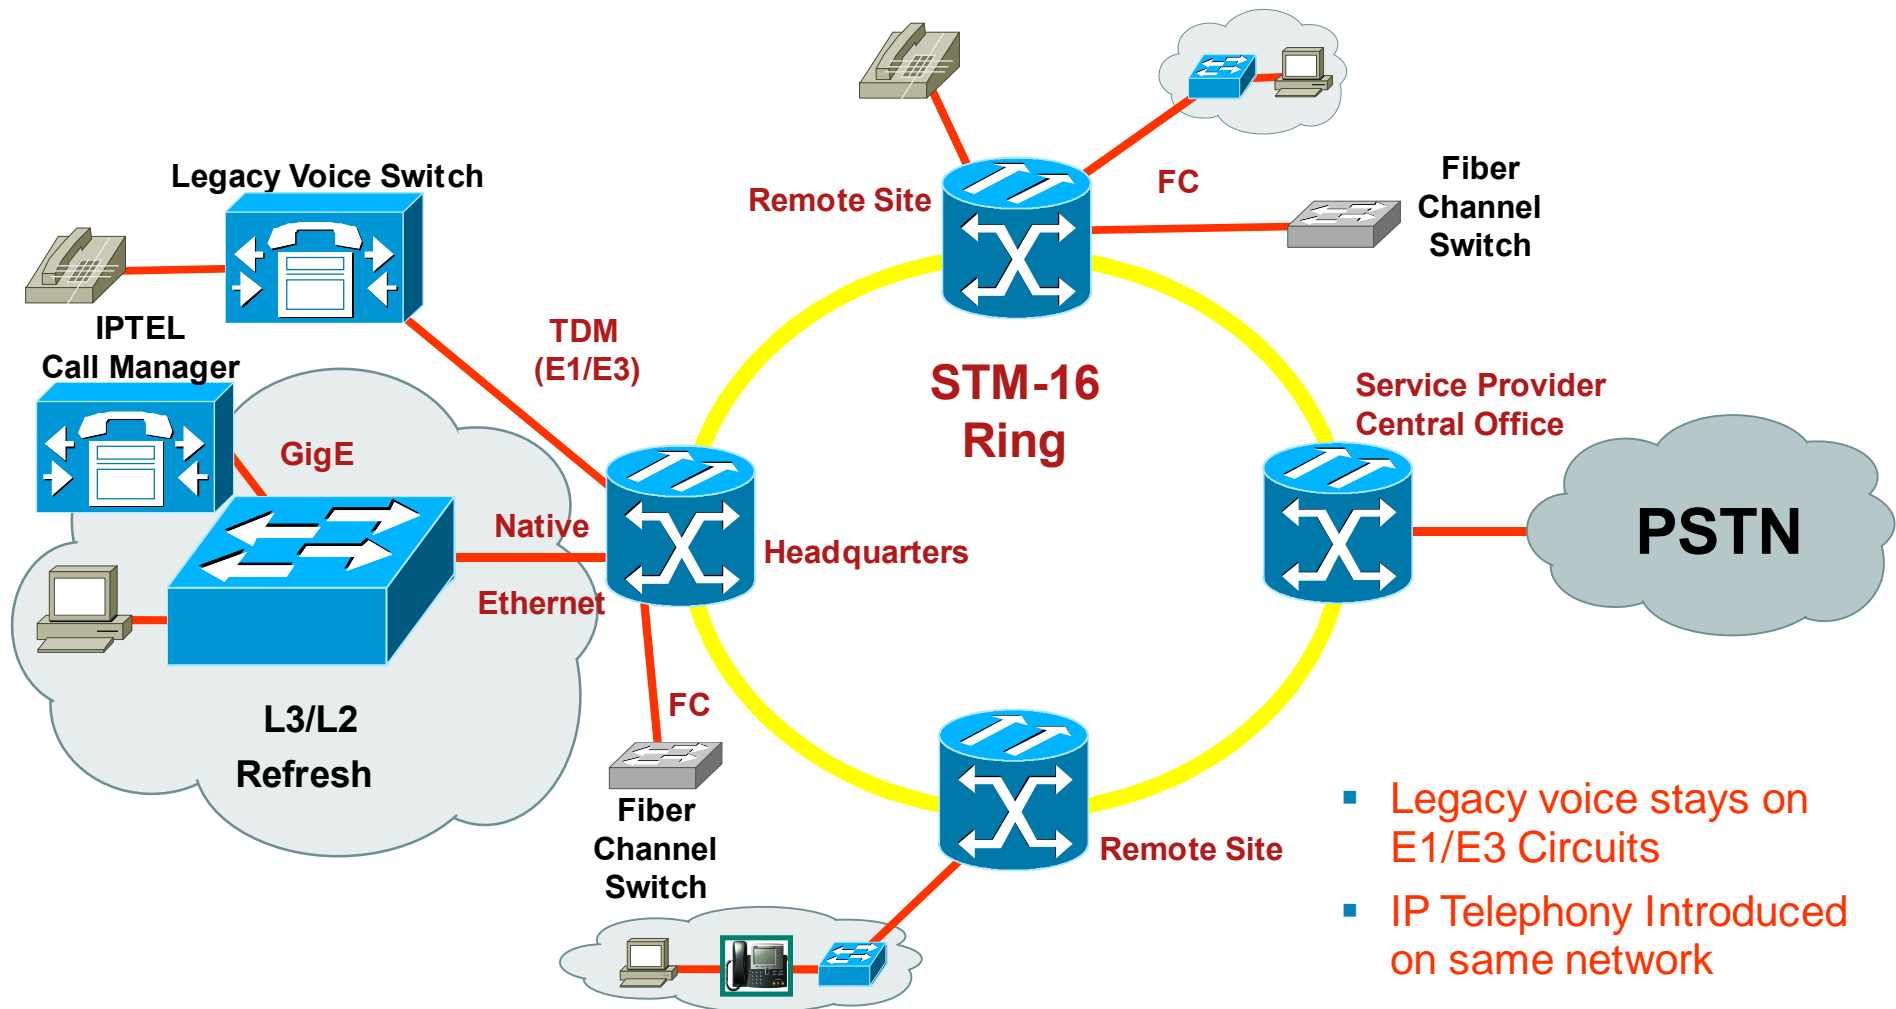 Legacy Voice Switch
IPTEL
Call Manager
GigE
TDM
(E1/E3)
Native
Ethernet
Headquarters
L3/L2
Refresh
FC
Fiber
Channel
Switch
Remote Site
FC
Fiber
Channel
Switch
STM-16
Ring
Service Provider
Central Office
PSTN
Remote Site
Legacy voice stays on
E1/E3 Circuits
IP Telephony Introduced
on same network